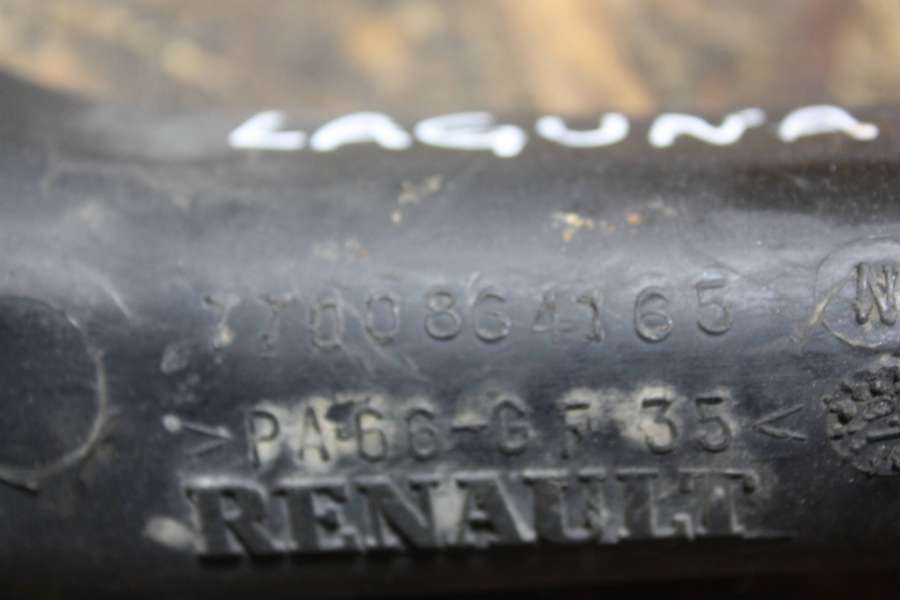 LAGUNA
7700864165
>PA66-GF35<
RENAULT